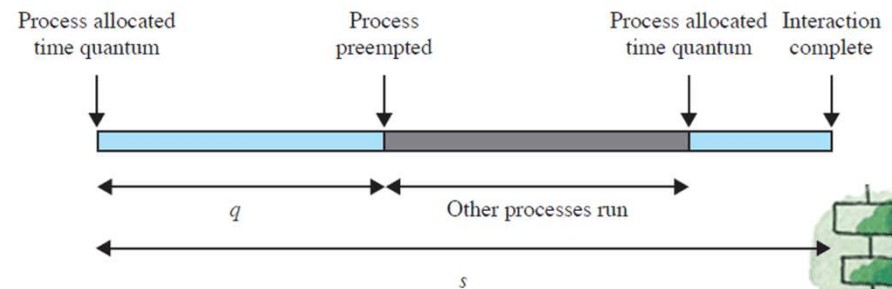 Process allocated
time quantum
Process
preempted
Process allocated
time quantum
Interaction
complete
q
Other processes run
s